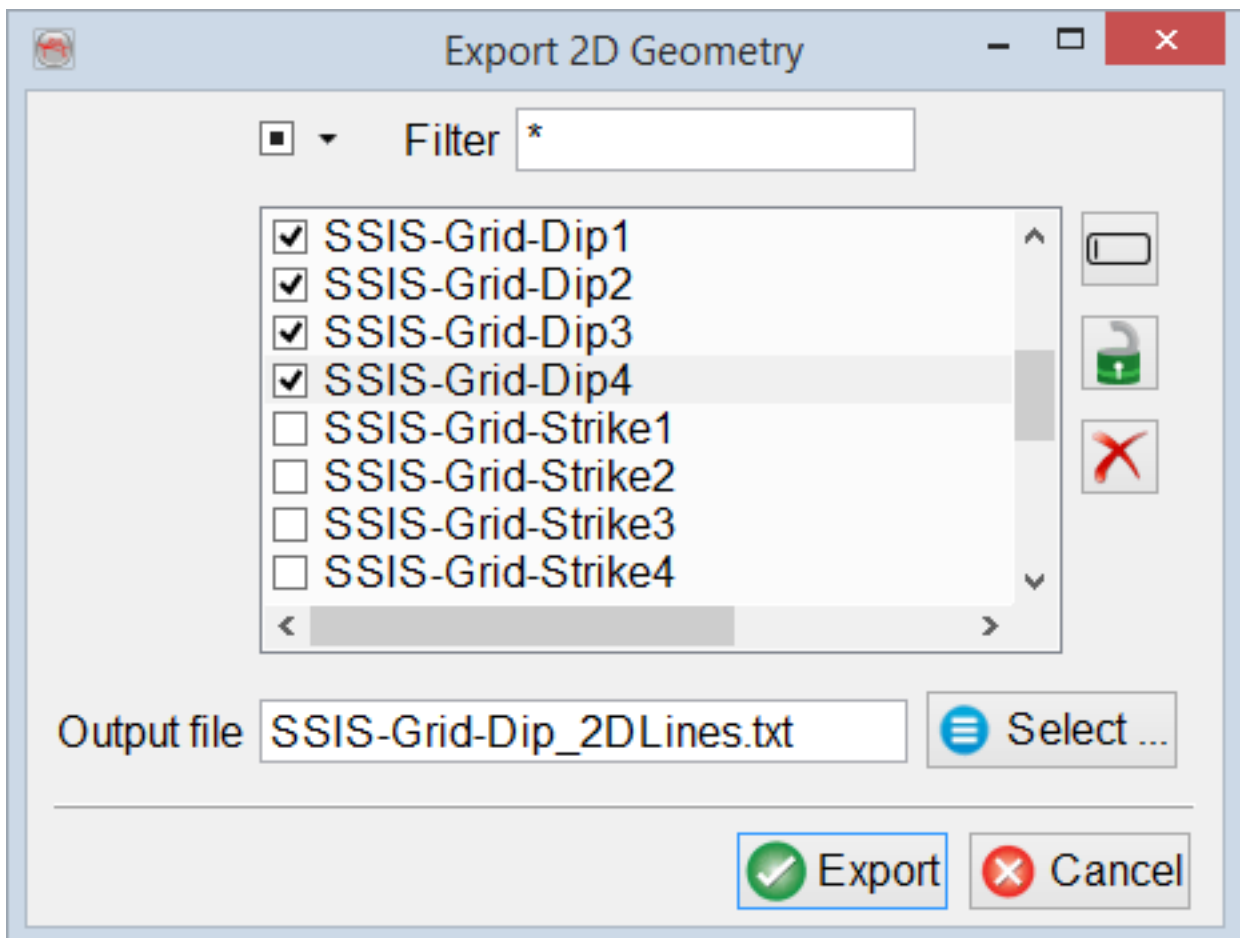 Export 2D Geometry
Filter *
SSIS-Grid-Dip1
SSIS-Grid-Dip2
SSIS-Grid-Dip3
SSIS-Grid-Dip4
SSIS-Grid-Strike1
SSIS-Grid-Strike2
SSIS-Grid-Strike3
SSIS-Grid-Strike4
Output file SSIS-Grid-Dip_2DLines.txt Select ...
Export Cancel